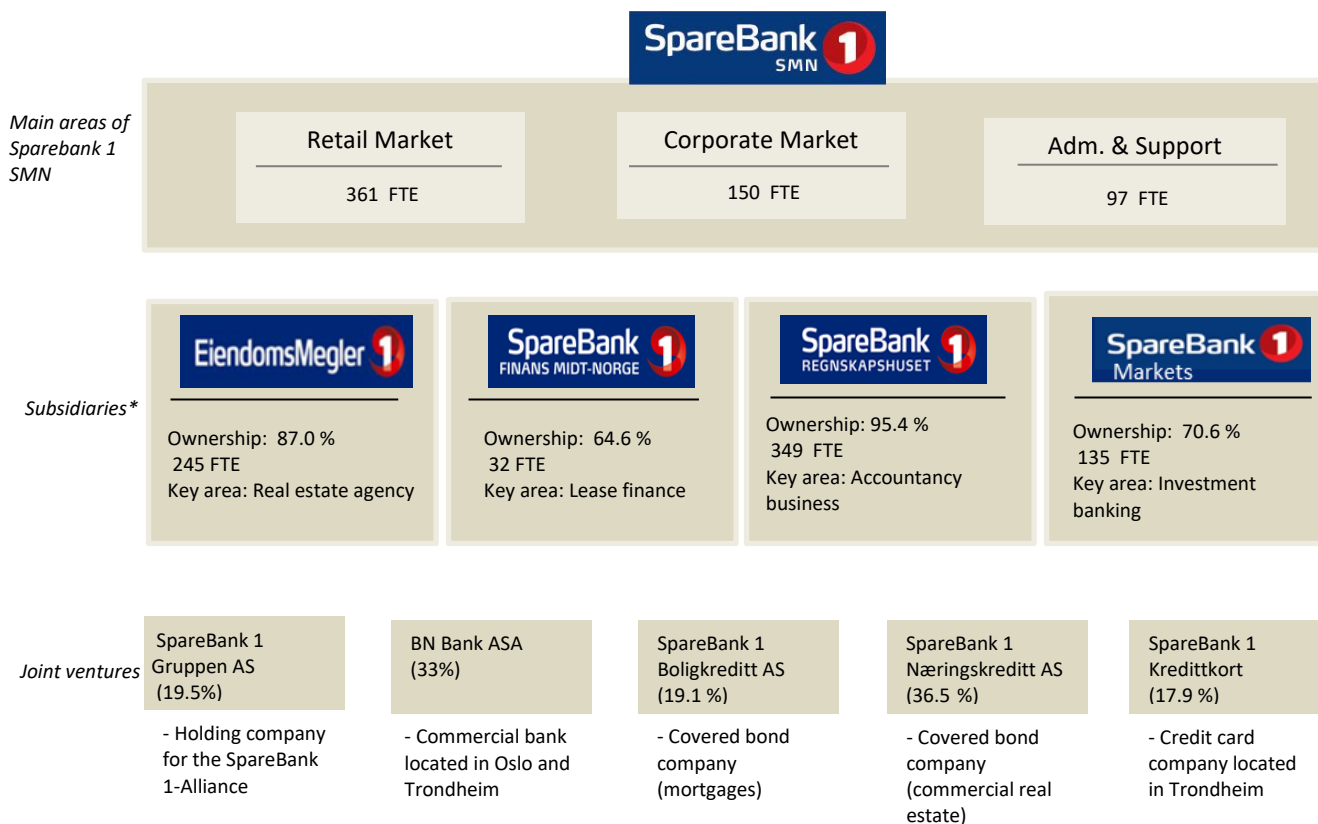 SpareBank 1
SMN
Main areas of
Sparebank 1
SMN
Retail Market
361 FTE
Corporate Market
150 FTE
Adm. & Support
97 FTE
Subsidiaries*
EiendomsMegler 1
Ownership: 87.0 %
245 FTE
Key area: Real estate agency
SpareBank 1
FINANS MIDT-NORGE
Ownership: 64.6 %
32 FTE
Key area: Lease finance
SpareBank 1
REGNSKAPSHUSET
Ownership: 95.4 %
349 FTE
Key area: Accountancy
business
SpareBank 1
Markets
Ownership: 70.6 %
135 FTE
Key area: Investment
banking
Joint ventures
SpareBank 1
Gruppen AS
(19.5%)
- Holding company
for the SpareBank
1-Alliance
BN Bank ASA
(33%)
- Commercial bank
located in Oslo and
Trondheim
SpareBank 1
Boligkreditt AS
(19.1 %)
- Covered bond
company
(mortgages)
SpareBank 1
Næringskreditt AS
(36.5 %)
- Covered bond
company
(commercial real
estate)
SpareBank 1
Kredittkort
(17.9 %)
- Credit card
company located
in Trondheim